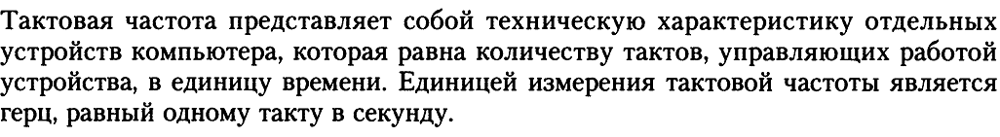 Тактовая частота представляет собой техническую характеристику отдельных
устройств компьютера, которая равна количеству тактов, управляющих работой
устройства, в единицу времени. Единицей измерения тактовой частоты является
герц, равный одному такту в секунду.